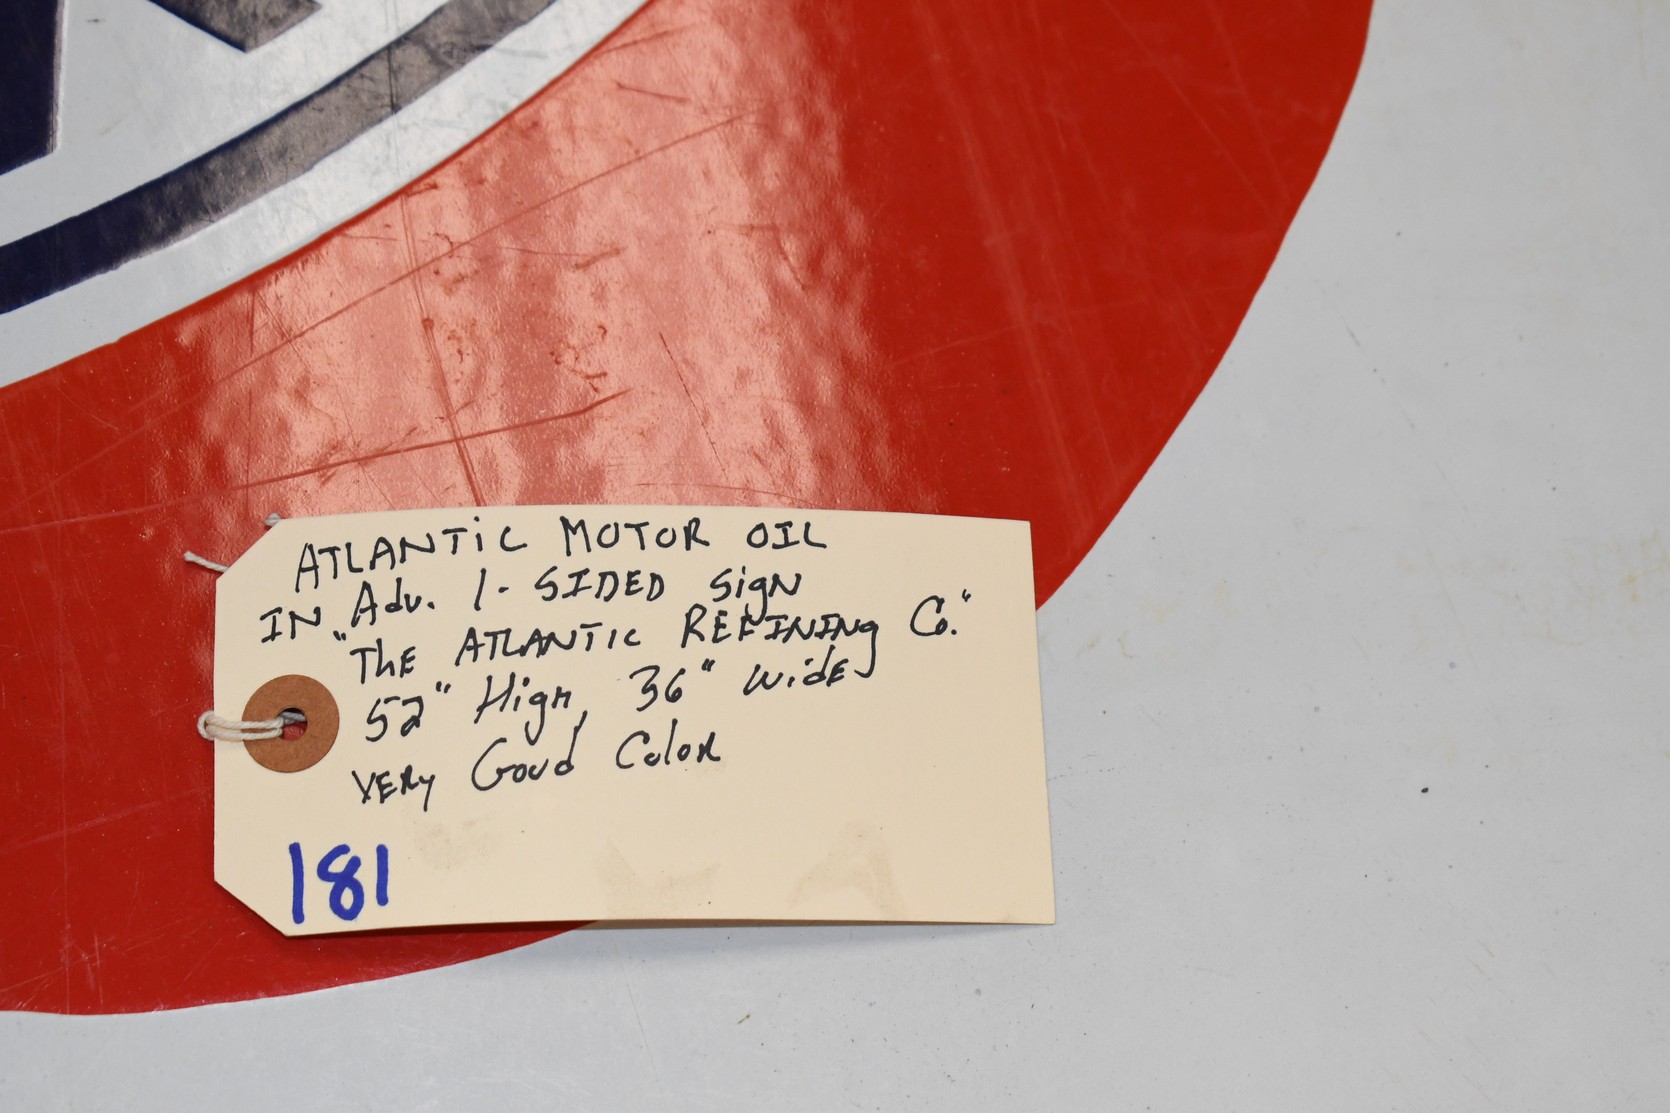 ATLANTiC MOTOR OIL
IN Adv. 1-SIDED Sign
"ThE ATLANTIC REFINING Co."
52" High, 36" wide
VERy Good Color
181